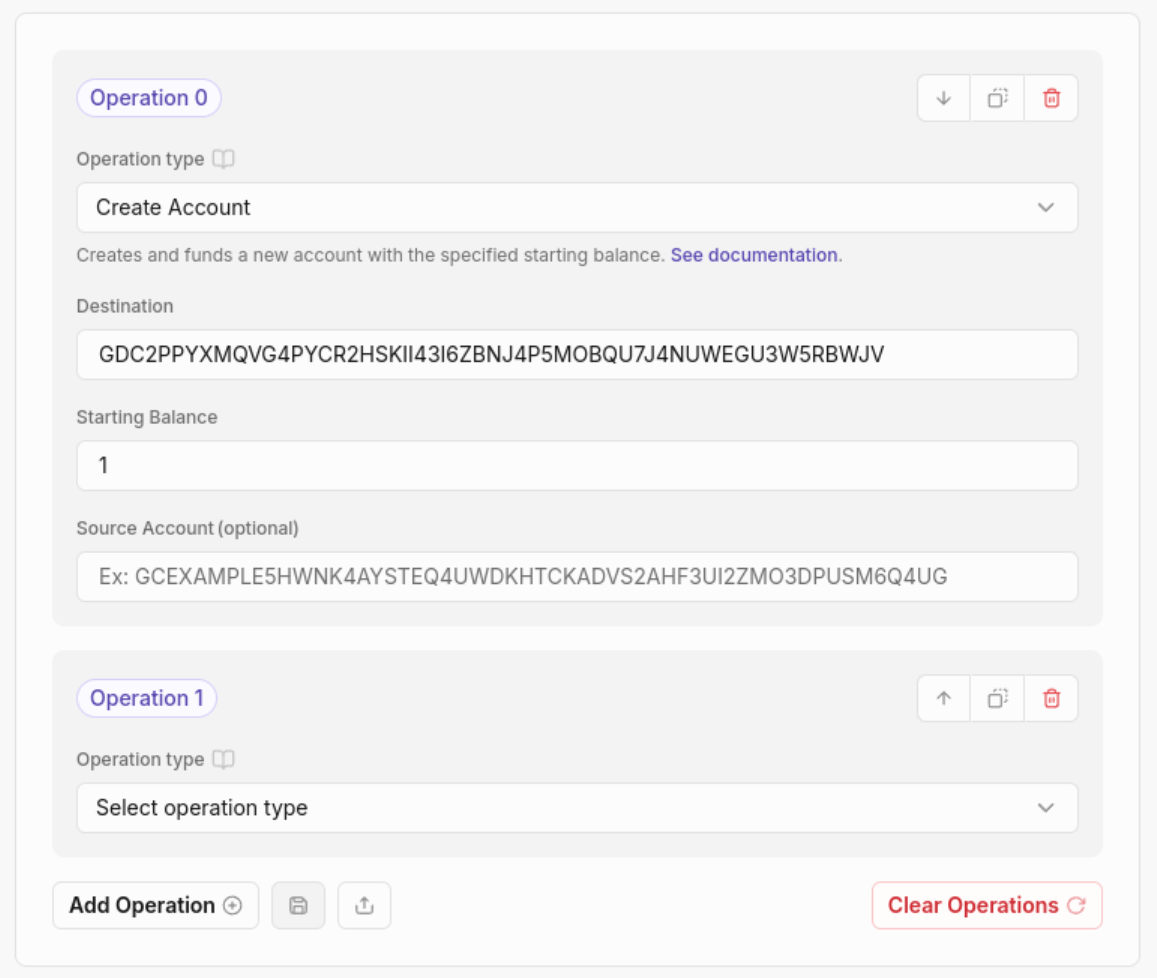 Operation 0
Operation type
Create Account
Creates and funds a new account with the specified starting balance. See documentation.
Destination
GDC2PPYXMQVG4PYCR2HSKII43I6ZBNJ4P5MOBQU7J4NUWEGU3W5RBWJV
Starting Balance
1
Source Account (optional)
Ex: GCEXAMPLE5HWNK4AYSTEQ4UWDKHTCKADVS2AHF3UI2ZMO3DPUSM6Q4UG
Operation 1
Operation type
Select operation type
Add Operation
Clear Operations